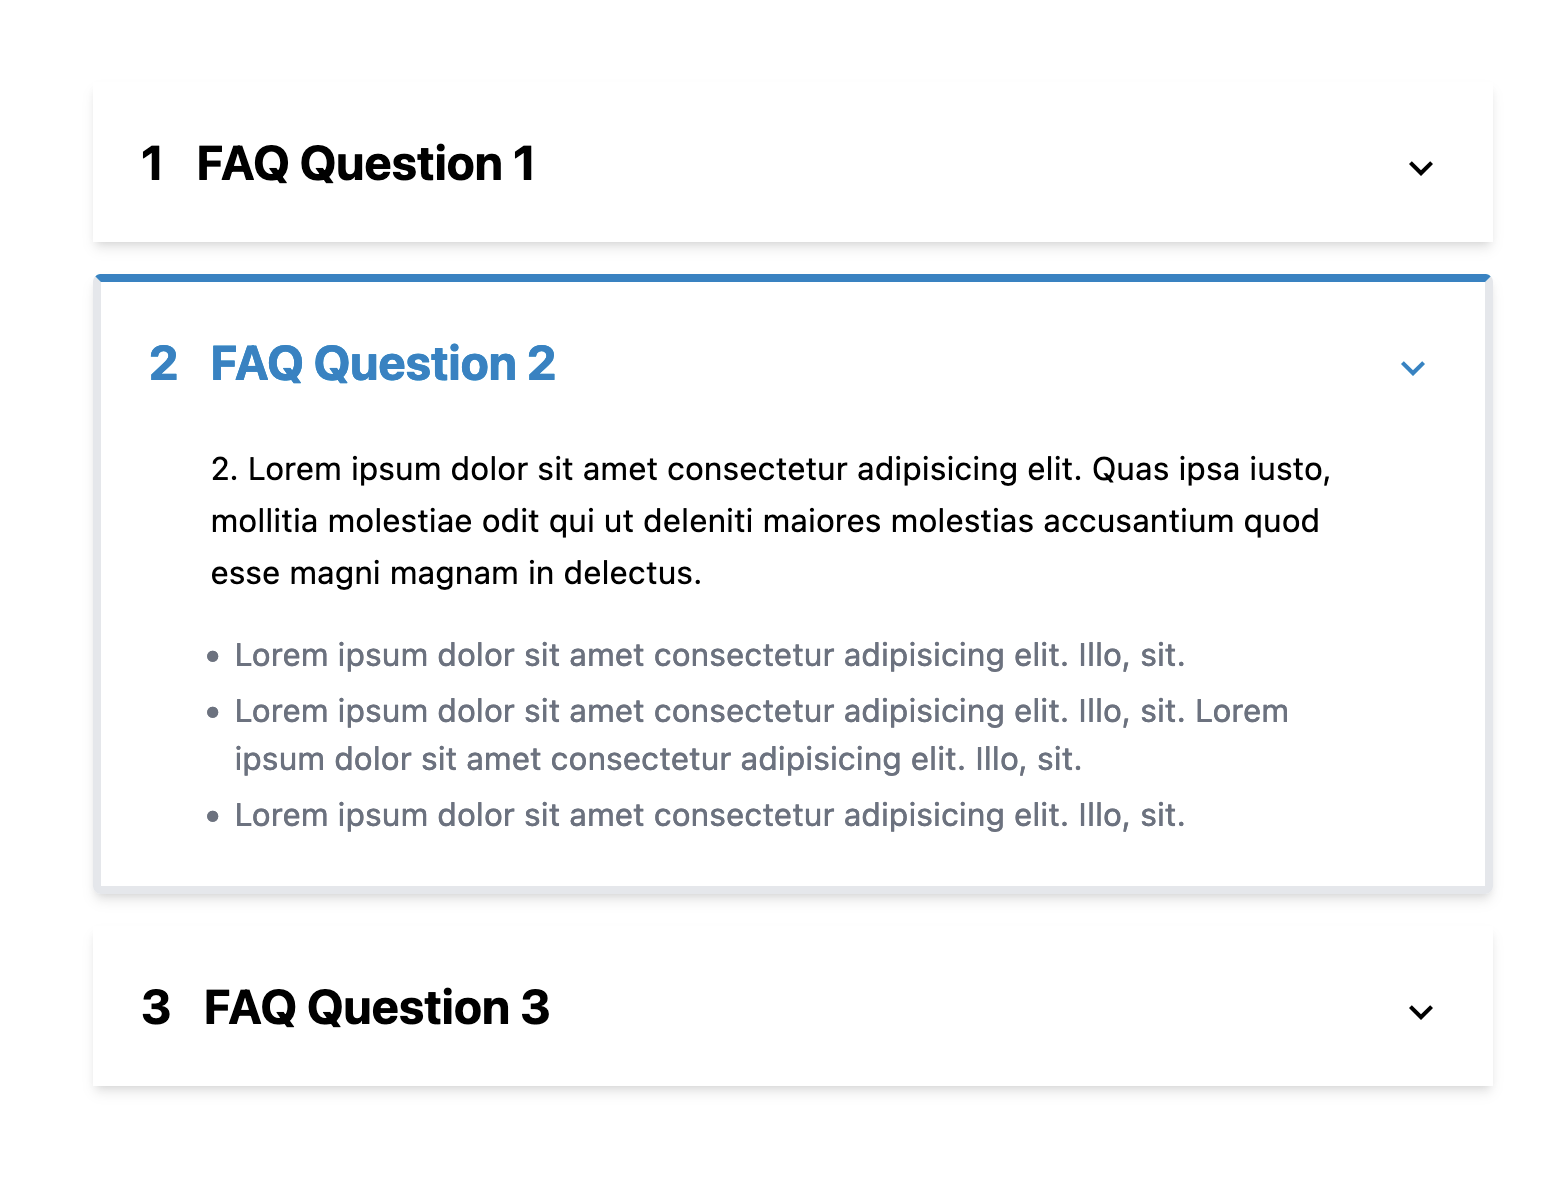 1 FAQ Question 1
2 FAQ Question 2
2. Lorem ipsum dolor sit amet consectetur adipisicing elit. Quas ipsa iusto,
mollitia molestiae odit qui ut deleniti maiores molestias accusantium quod
esse magni magnam in delectus.
• Lorem ipsum dolor sit amet consectetur adipisicing elit. Illo, sit.
• Lorem ipsum dolor sit amet consectetur adipisicing elit. Illo, sit. Lorem
ipsum dolor sit amet consectetur adipisicing elit. Illo, sit.
• Lorem ipsum dolor sit amet consectetur adipisicing elit. Illo, sit.
3 FAQ Question 3